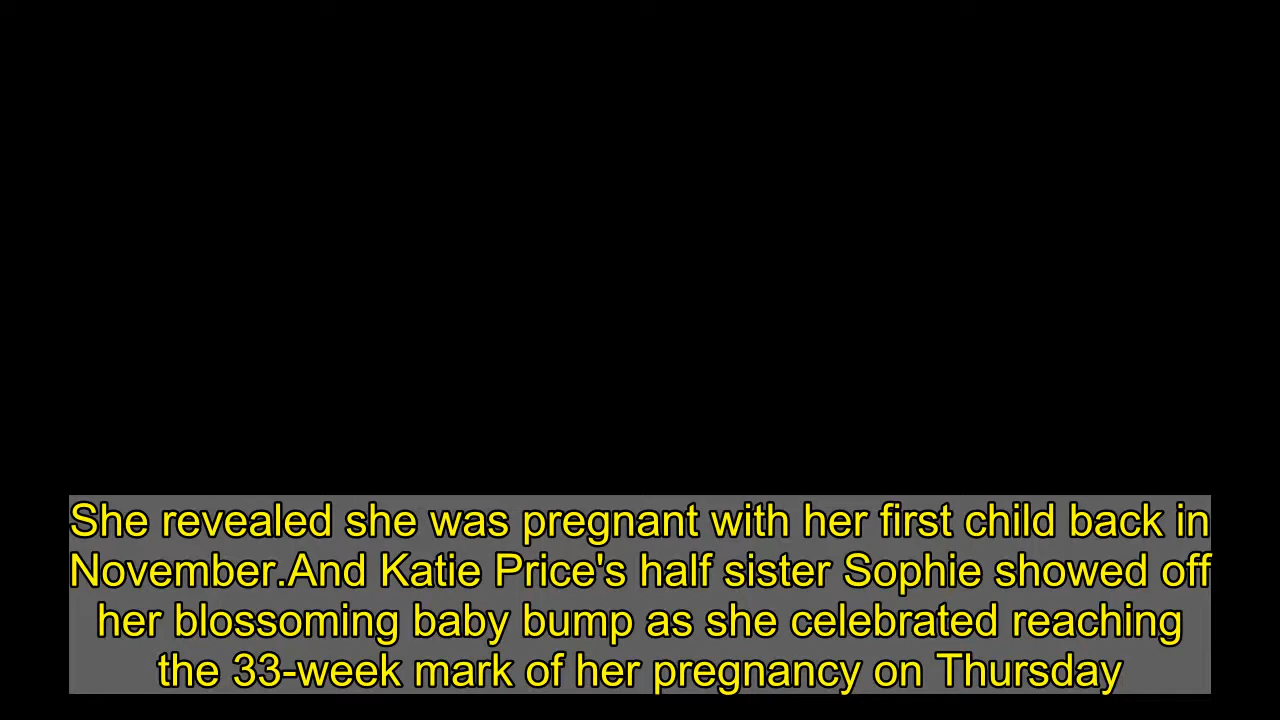 She revealed she was pregnant with her first child back in
November.And Katie Price's half sister Sophie showed off
her blossoming baby bump as she celebrated reaching
the 33-week mark of her pregnancy on Thursday